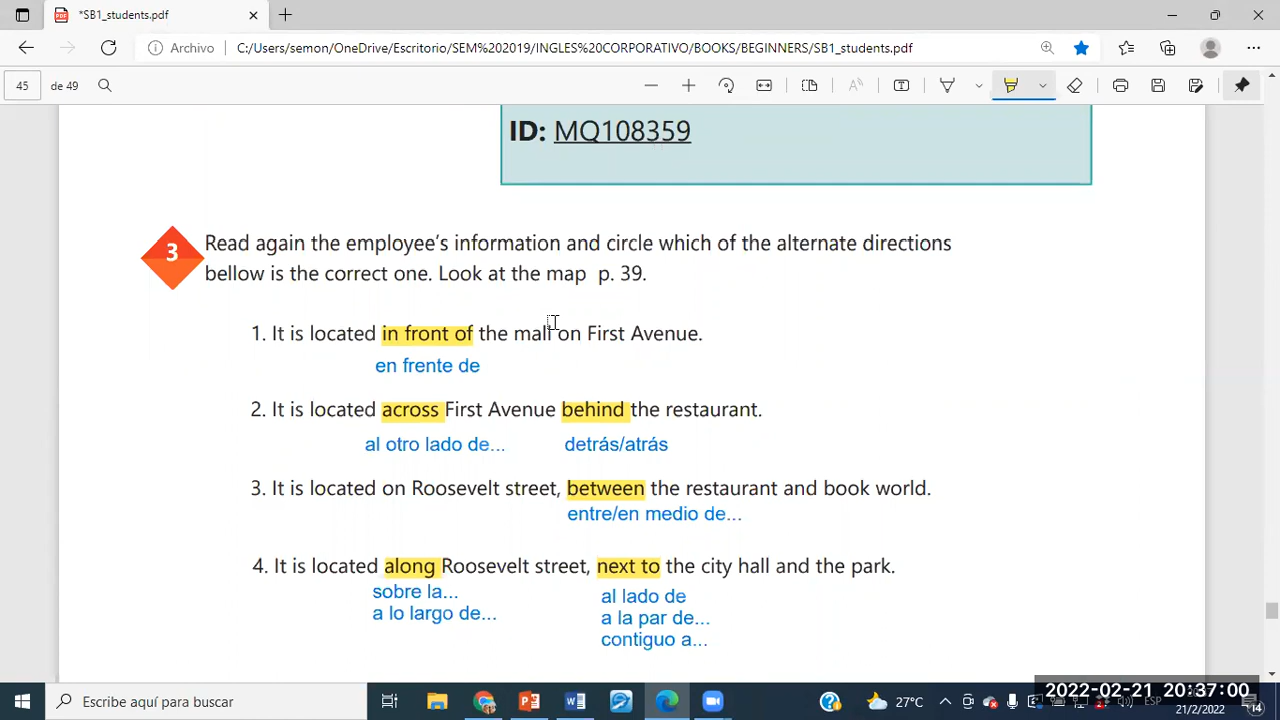 *SB1_students.pdf
Archivo
C:/Users/semon/OneDrive/Escritorio/SEM%202019/INGLES%20CORPORATIVO/BOOKS/BEGINNERS/SB1_students.pdf
45 de 49
ID: MQ108359
3
Read again the employee's information and circle which of the alternate directions
bellow is the correct one. Look at the map p. 39.
1. It is located in front of the mall on First Avenue.
en frente de
2. It is located across First Avenue behind the restaurant.
al otro lado de... detrás/atrás
3. It is located on Roosevelt street, between the restaurant and book world.
entre/en medio de...
4. It is located along Roosevelt street, next to the city hall and the park.
sobre la... al lado de
a lo largo de... a la par de...
contiguo a...
Escribe aquí para buscar
27°C
ESP
2022-02-21 20:37:00
21/2/2022
14